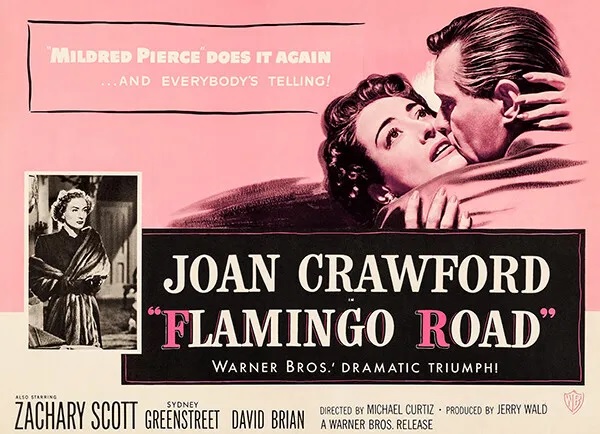 "MILDRED PIERCE" DOES IT AGAIN
...AND EVERYBODY'S TELLING!
JOAN CRAWFORD
IN
"FLAMINGO ROAD"
WARNER BROS.' DRAMATIC TRIUMPH!
ALSO STARRING
ZACHARY SCOTT SYDNEY GREENSTREET DAVID BRIAN
DIRECTED BY MICHAEL CURTIZ · PRODUCED BY JERRY WALD
A WARNER BROS. RELEASE